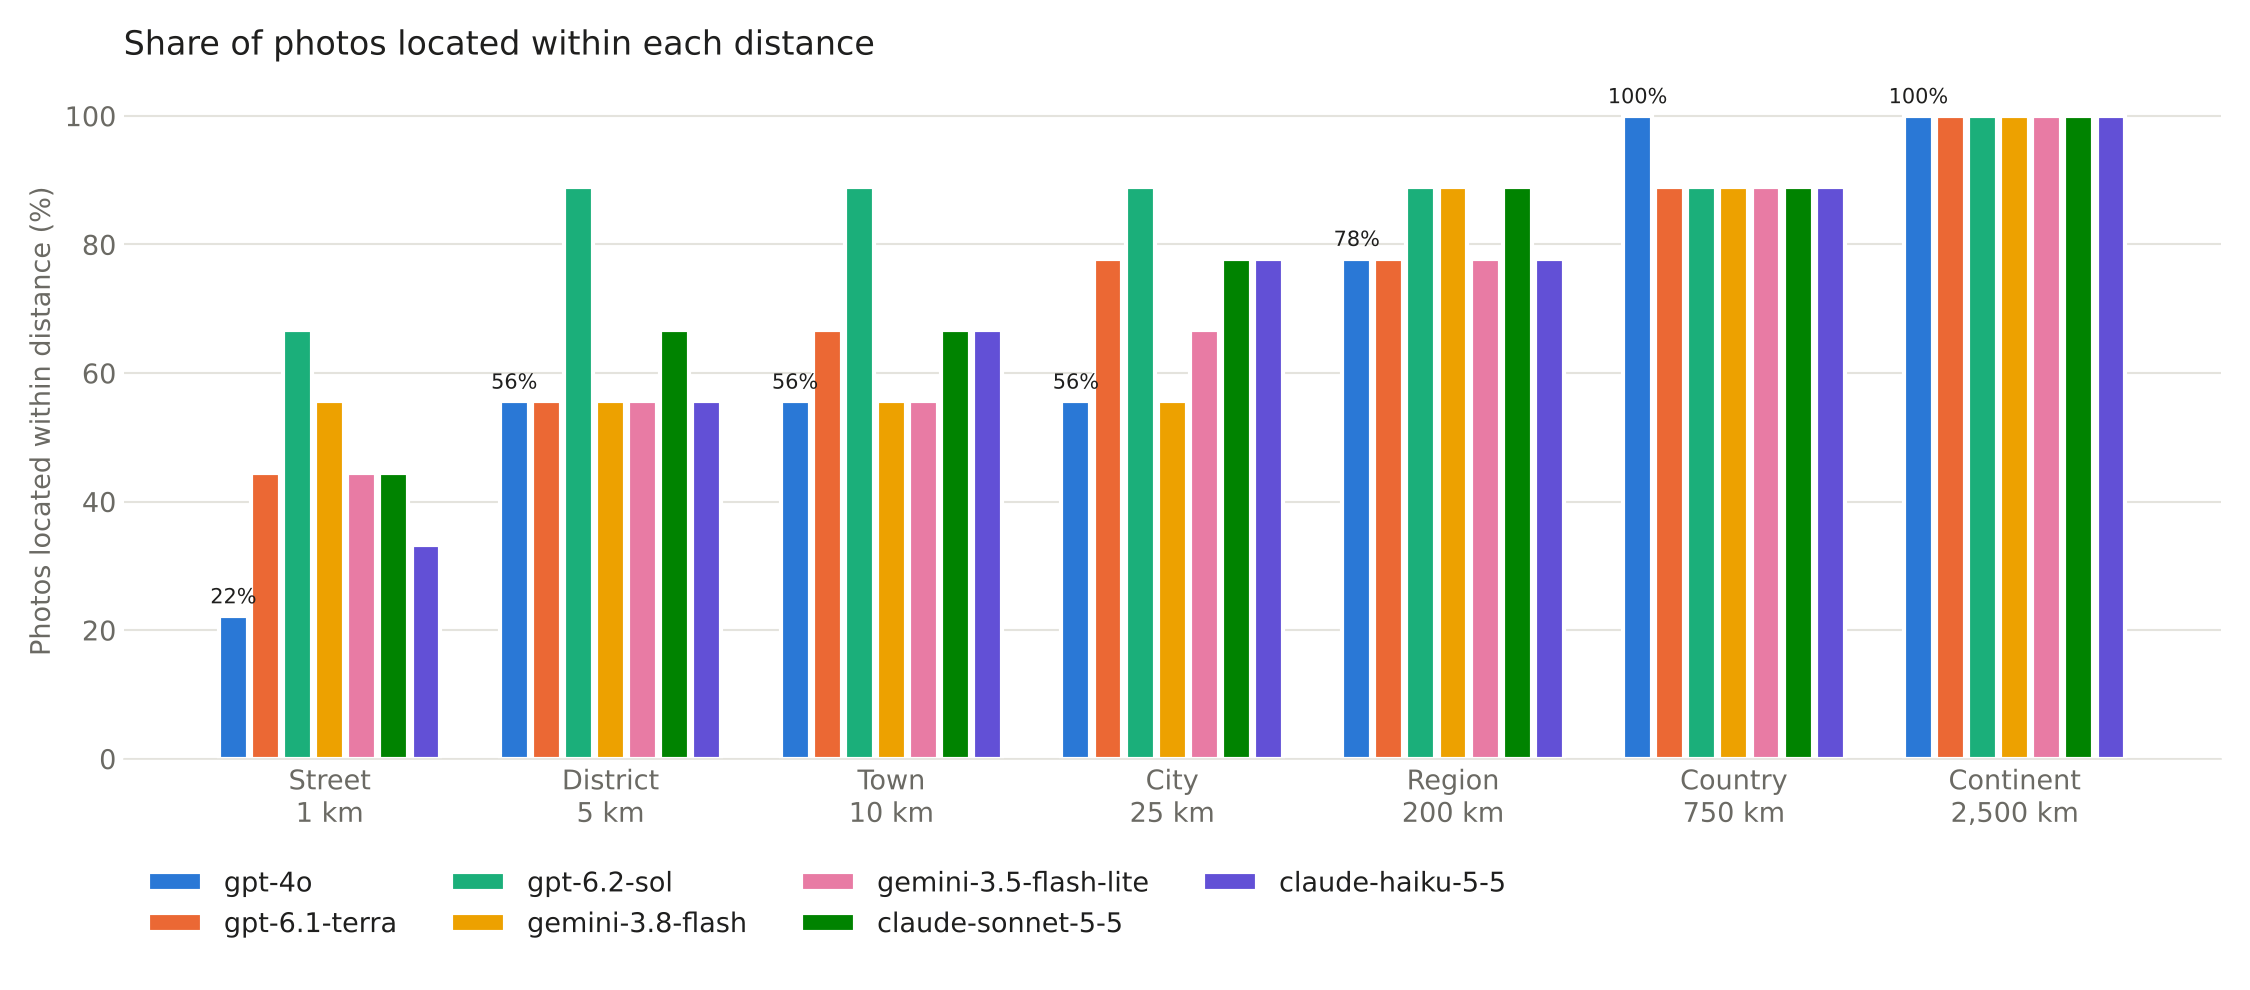 Share of photos located within each distance
Photos located within distance (%)
100
80
60
40
20
0
22%
56%
56%
56%
78%
100%
100%
Street
1 km
District
5 km
Town
10 km
City
25 km
Region
200 km
Country
750 km
Continent
2,500 km
gpt-4o
gpt-6.1-terra
gpt-6.2-sol
gemini-3.8-flash
gemini-3.5-flash-lite
claude-sonnet-5-5
claude-haiku-5-5